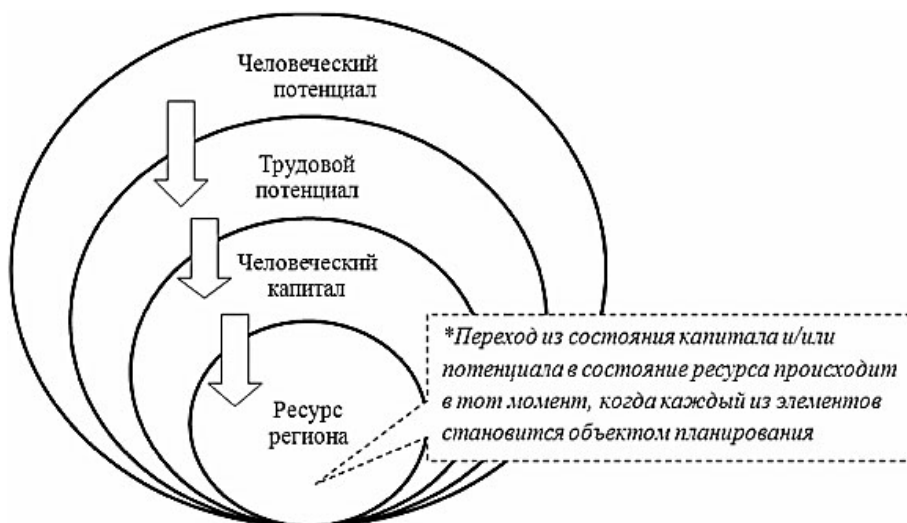 Человеческий
потенциал
Трудовой
потенциал
Человеческий
капитал
*Переход из состояния капитала и/или
потенциала в состояние ресурса происходит
в тот момент, когда каждый из элементов
становится объектом планирования
Ресурс
региона